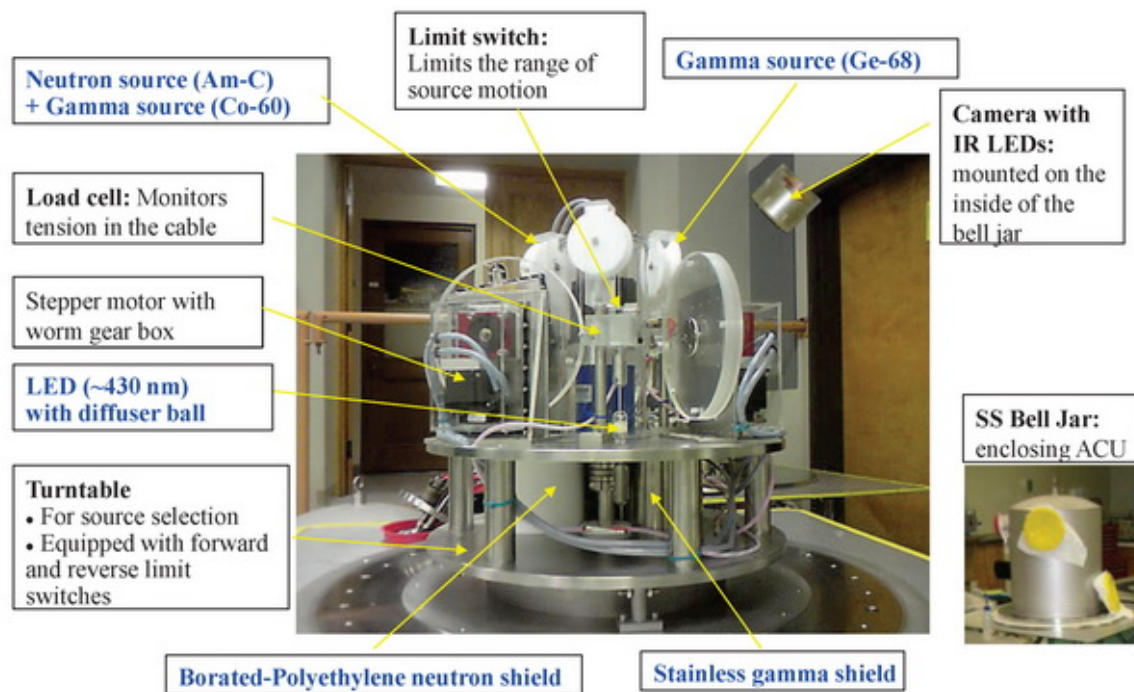 Neutron source (Am-C)
+ Gamma source (Co-60)
Limit switch:
Limits the range of
source motion
Gamma source (Ge-68)
Camera with
IR LEDs:
mounted on the
inside of the
bell jar
Load cell: Monitors
tension in the cable
Stepper motor with
worm gear box
LED (~430 nm)
with diffuser ball
Turntable
• For source selection
• Equipped with forward
and reverse limit
switches
SS Bell Jar:
enclosing ACU
Borated-Polyethylene neutron shield
Stainless gamma shield